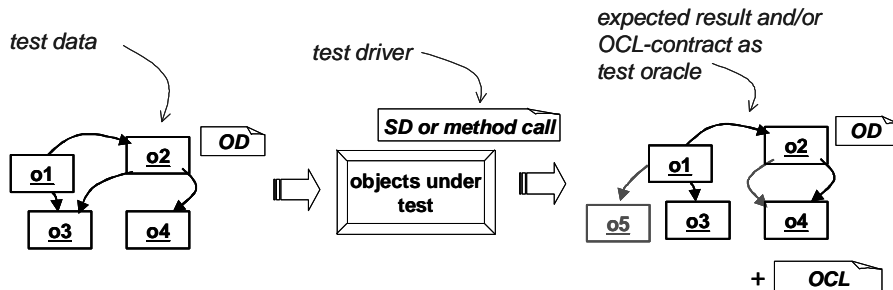 test data
test driver
expected result and/or
OCL-contract as
test oracle
OD
o1
o2
o3
o4
SD or method call
objects under
test
OD
o1
o2
o5
o3
o4
+ OCL